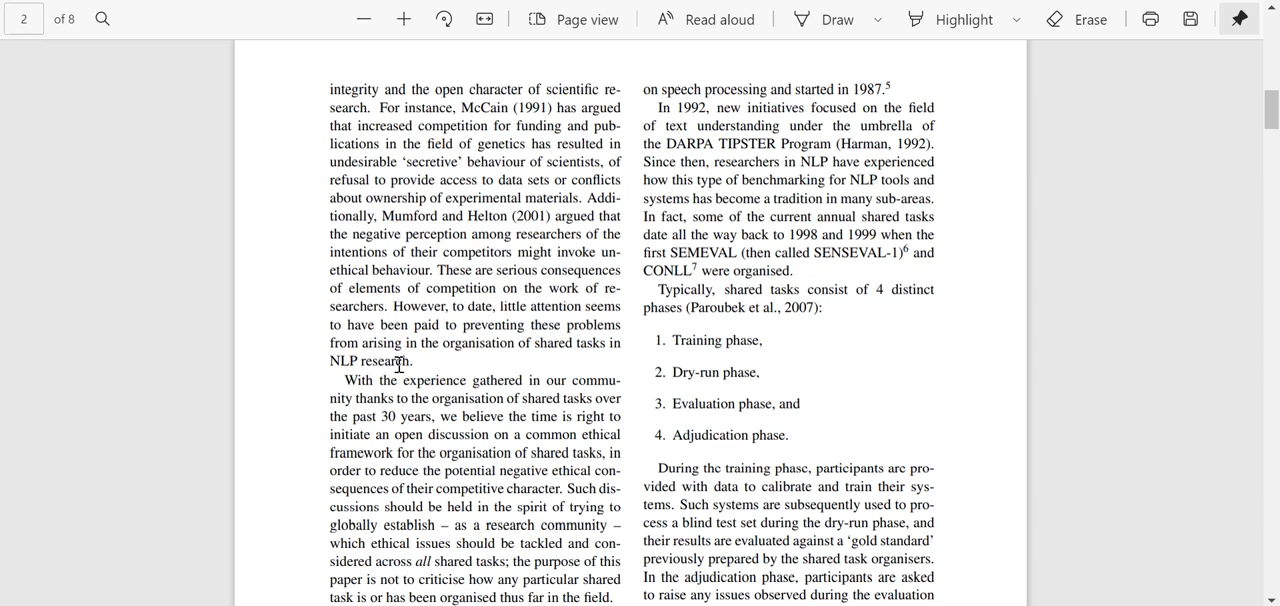 2 of 8 Page view Read aloud Draw Highlight Erase
integrity and the open character of scientific re-
search. For instance, McCain (1991) has argued
that increased competition for funding and pub-
lications in the field of genetics has resulted in
undesirable ‘secretive’ behaviour of scientists, of
refusal to provide access to data sets or conflicts
about ownership of experimental materials. Addi-
tionally, Mumford and Helton (2001) argued that
the negative perception among researchers of the
intentions of their competitors might invoke un-
ethical behaviour. These are serious consequences
of elements of competition on the work of re-
searchers. However, to date, little attention seems
to have been paid to preventing these problems
from arising in the organisation of shared tasks in
NLP research.
With the experience gathered in our commu-
nity thanks to the organisation of shared tasks over
the past 30 years, we believe the time is right to
initiate an open discussion on a common ethical
framework for the organisation of shared tasks, in
order to reduce the potential negative ethical con-
sequences of their competitive character. Such dis-
cussions should be held in the spirit of trying to
globally establish – as a research community –
which ethical issues should be tackled and con-
sidered across all shared tasks; the purpose of this
paper is not to criticise how any particular shared
task is or has been organised thus far in the field.
on speech processing and started in 1987.5
In 1992, new initiatives focused on the field
of text understanding under the umbrella of
the DARPA TIPSTER Program (Harman, 1992).
Since then, researchers in NLP have experienced
how this type of benchmarking for NLP tools and
systems has become a tradition in many sub-areas.
In fact, some of the current annual shared tasks
date all the way back to 1998 and 1999 when the
first SEMEVAL (then called SENSEVAL-1)6 and
CONLL7 were organised.
Typically, shared tasks consist of 4 distinct
phases (Paroubek et al., 2007):
1. Training phase,
2. Dry-run phase,
3. Evaluation phase, and
4. Adjudication phase.
During the training phase, participants are pro-
vided with data to calibrate and train their sys-
tems. Such systems are subsequently used to pro-
cess a blind test set during the dry-run phase, and
their results are evaluated against a ‘gold standard’
previously prepared by the shared task organisers.
In the adjudication phase, participants are asked
to raise any issues observed during the evaluation